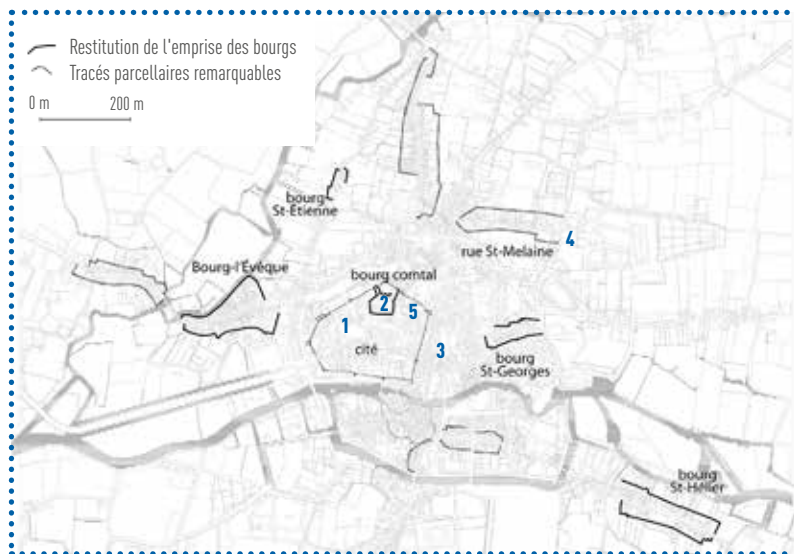 Restitution de l'emprise des bourgs
Tracés parcellaires remarquables
0 m 200 m
bourg
St-Étienne
rue St-Melaine
4
Bourg-l'Évêque
bourg comtal
2
5
1
cité
3
bourg
St-Georges
bourg
St-Hélier